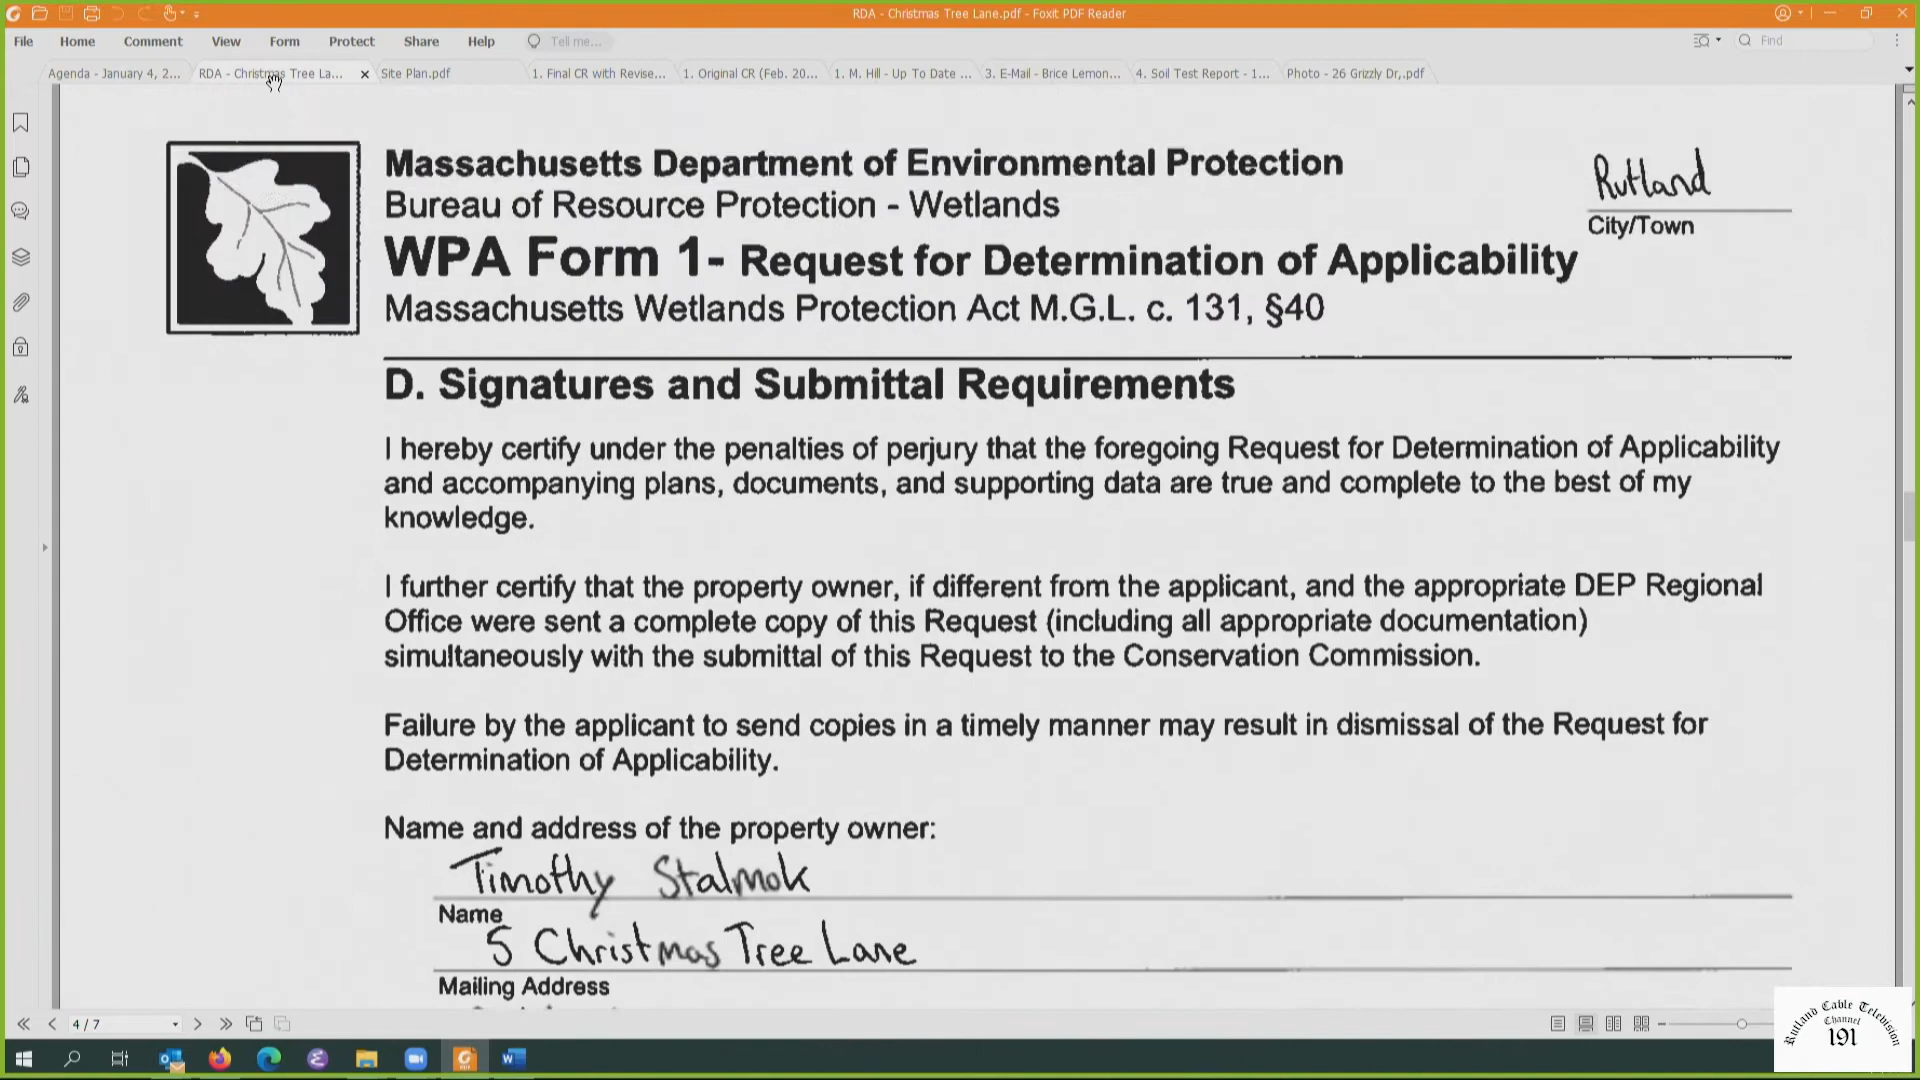 RDA - Christmas Tree Lane.pdf - Foxit PDF Reader
File Home Comment View Form Protect Share Help Tell me... Find
Agenda - January 4, 2... RDA - Christmas Tree La... Site Plan.pdf 1. Final CR with Revise... 1. Original CR (Feb. 20... 1. M. Hill - Up To Date ... 3. E-Mail - Brice Lemon... 4. Soil Test Report - 1... Photo - 26 Grizzly Dr,.pdf
Massachusetts Department of Environmental Protection
Bureau of Resource Protection - Wetlands
WPA Form 1- Request for Determination of Applicability
Massachusetts Wetlands Protection Act M.G.L. c. 131, §40
Rutland
City/Town
D. Signatures and Submittal Requirements
I hereby certify under the penalties of perjury that the foregoing Request for Determination of Applicability
and accompanying plans, documents, and supporting data are true and complete to the best of my
knowledge.
I further certify that the property owner, if different from the applicant, and the appropriate DEP Regional
Office were sent a complete copy of this Request (including all appropriate documentation)
simultaneously with the submittal of this Request to the Conservation Commission.
Failure by the applicant to send copies in a timely manner may result in dismissal of the Request for
Determination of Applicability.
Name and address of the property owner:
Timothy Stalmok
Name
5 Christmas Tree Lane
Mailing Address
4 / 7
Rutland Cable Television
Channel
191